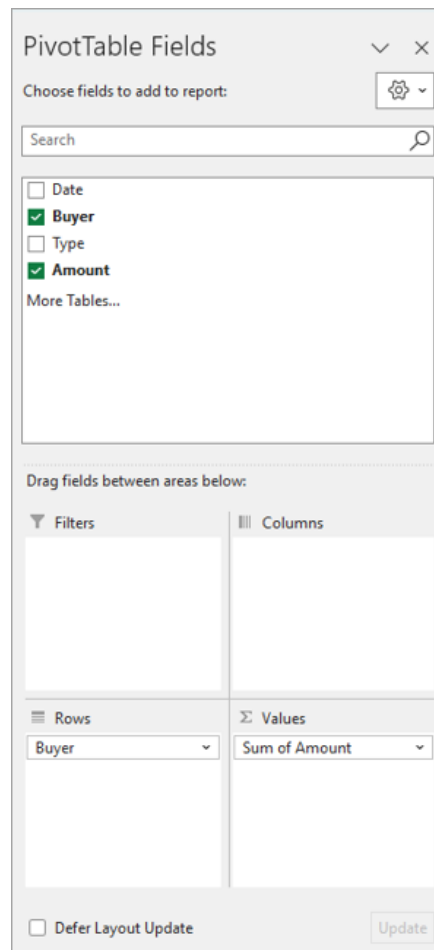 PivotTable Fields
Choose fields to add to report:
Search
Date
Buyer
Type
Amount
More Tables...
Drag fields between areas below:
Filters
Columns
Rows
Σ Values
Buyer
Sum of Amount
Defer Layout Update
Update